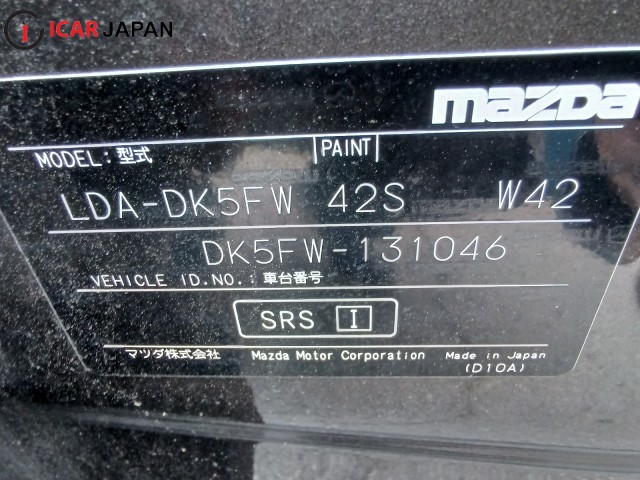 ICAR JAPAN
mazda
MODEL：型式 PAINT
LDA-DK5FW 42S W42
DK5FW-131046
VEHICLE ID.NO.：車台番号
SRS I
マツダ株式会社 Mazda Motor Corporation Made in Japan
(D10A)